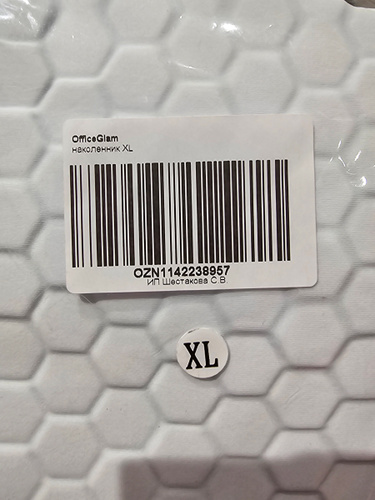 OfficeGlam
наколенник XL
OZN1142238957
ИП Шестакова С.В.
XL